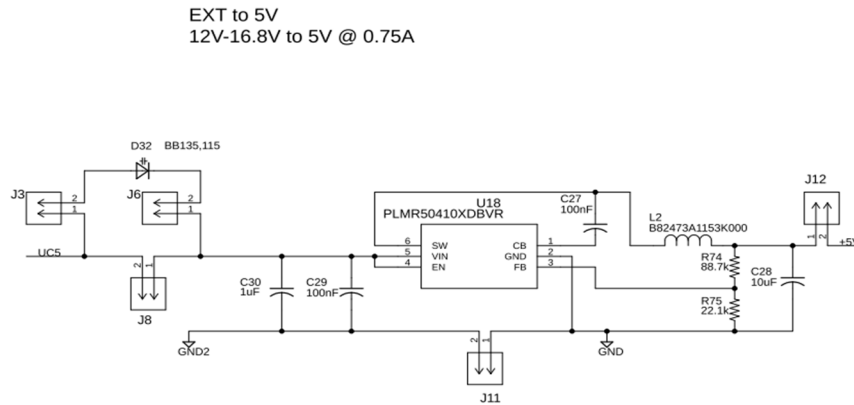 EXT to 5V
12V-16.8V to 5V @ 0.75A
D32 BB135,115
J3
2
1
J6
2
1
UC5
2
1
J8
C30
1uF
C29
100nF
U18
PLMR50410XDBVR
6 SW
5 VIN
4 EN
CB 1
GND 2
FB 3
C27
100nF
L2
B82473A1153K000
R74
88.7k
R75
22.1k
C28
10uF
J12
1
2
+5V
GND2
2
1
J11
GND